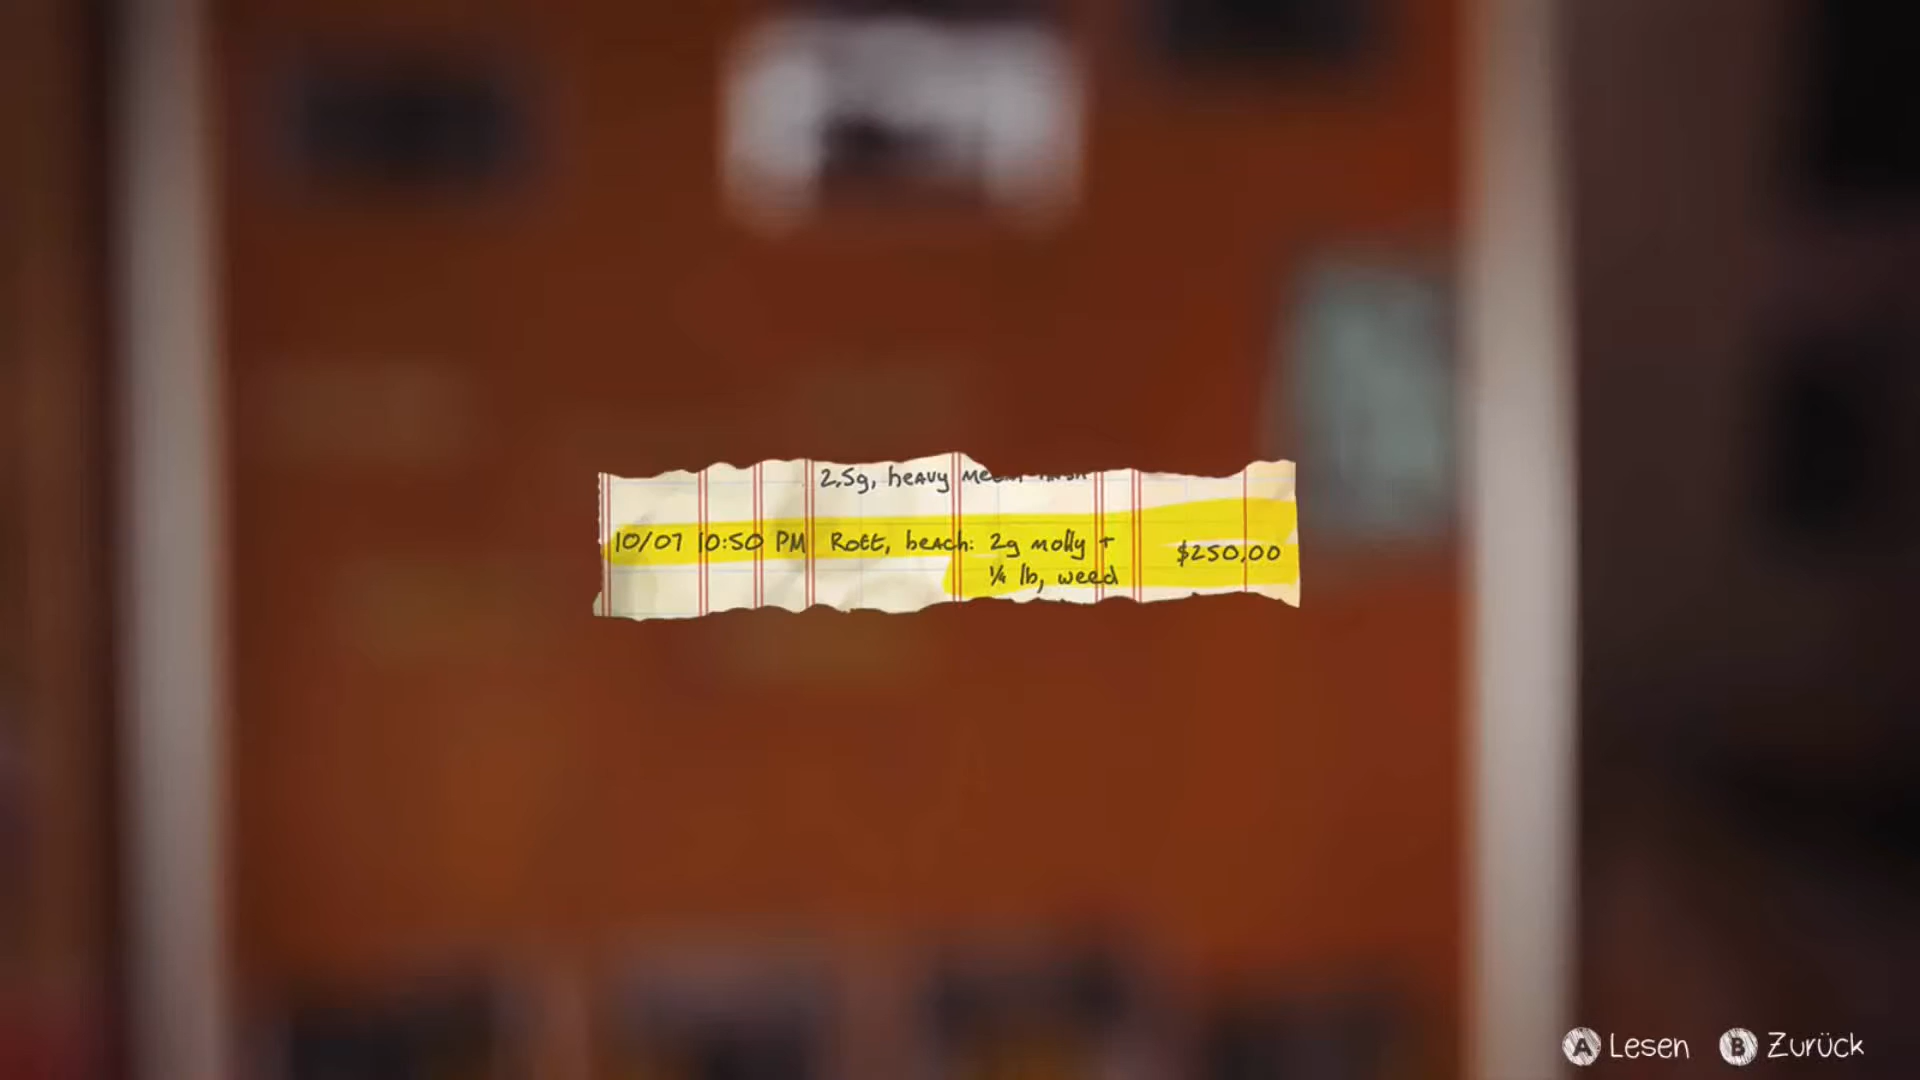 2,5g, heavy
10/07 10:50 PM Rott, beach: 2g molly + $250,00
1/4 lb, weed
A Lesen B Zurück